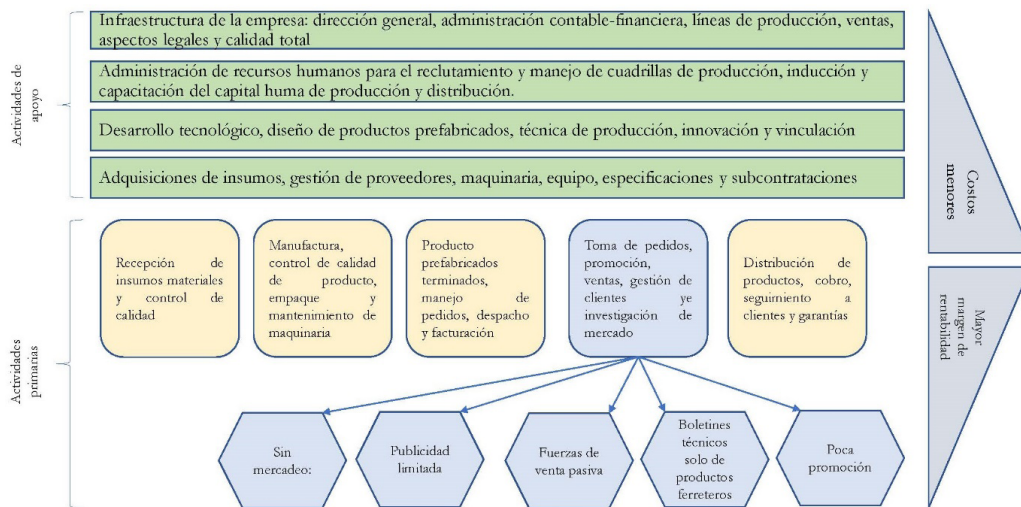 Actividades de
apoyo
Infraestructura de la empresa: dirección general, administración contable-financiera, líneas de producción, ventas,
aspectos legales y calidad total
Administración de recursos humanos para el reclutamiento y manejo de cuadrillas de producción, inducción y
capacitación del capital huma de producción y distribución.
Desarrollo tecnológico, diseño de productos prefabricados, técnica de producción, innovación y vinculación
Adquisiciones de insumos, gestión de proveedores, maquinaria, equipo, especificaciones y subcontrataciones
Costos
menores
Actividades
primarias
Recepción de
insumos materiales
y control de
calidad
Manufactura,
control de calidad
de producto,
empaque y
mantenimiento de
maquinaria
Producto
prefabricados
terminados,
manejo de
pedidos, despacho
y facturación
Toma de pedidos,
promoción,
ventas, gestión de
clientes ye
investigación de
mercado
Distribución de
productos, cobro,
seguimiento a
clientes y garantías
Mayor
margen de
rentabilidad
Sin
mercadeo:
Publicidad
limitada
Fuerzas de
venta pasiva
Boletines
técnicos
solo de
productos
ferreteros
Poca
promoción